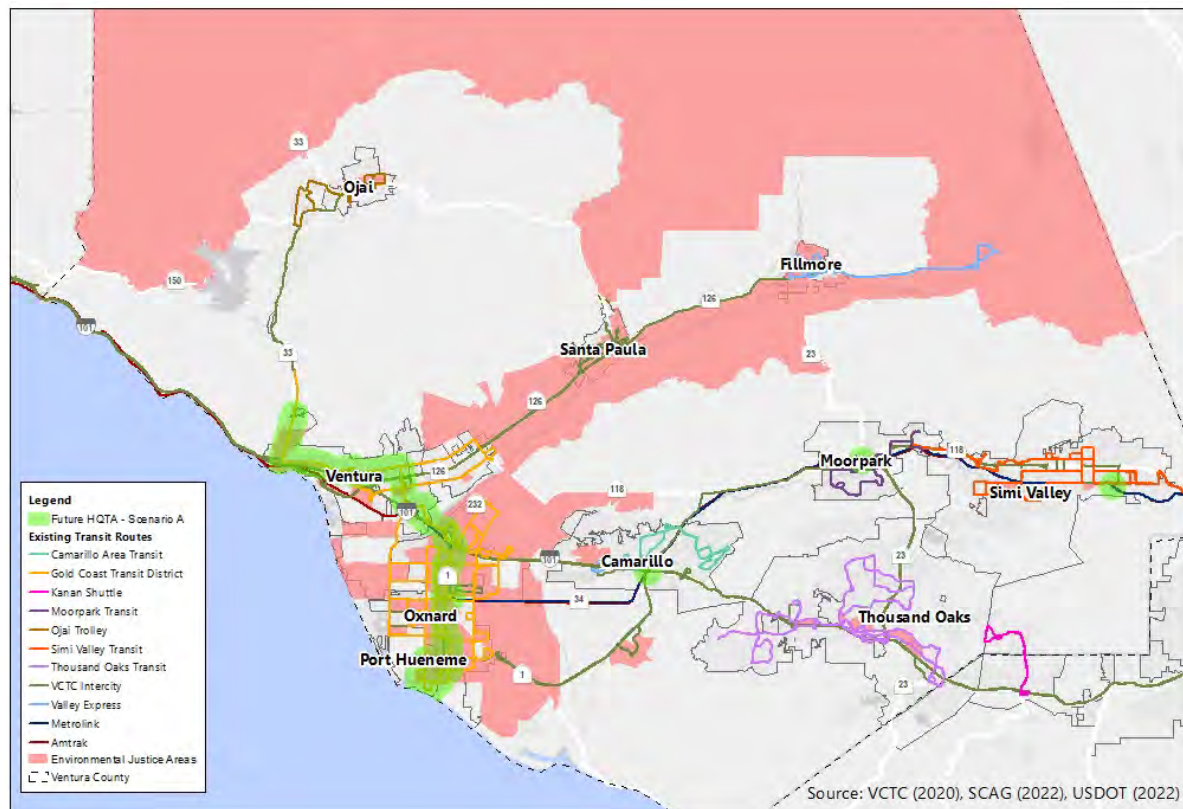 33
Ojai
150
Fillmore
126
101
Santa Paula
23
33
126
Moorpark
118
Ventura
126
Simi Valley
232
118
101
101
Camarillo
23
1
34
Oxnard
Thousand Oaks
Port Hueneme
1
23
Legend
Future HQTA - Scenario A
Existing Transit Routes
Camarillo Area Transit
Gold Coast Transit District
Kanan Shuttle
Moorpark Transit
Ojai Trolley
Simi Valley Transit
Thousand Oaks Transit
VCTC Intercity
Valley Express
Metrolink
Amtrak
Environmental Justice Areas
Ventura County
Source: VCTC (2020), SCAG (2022), USDOT (2022)